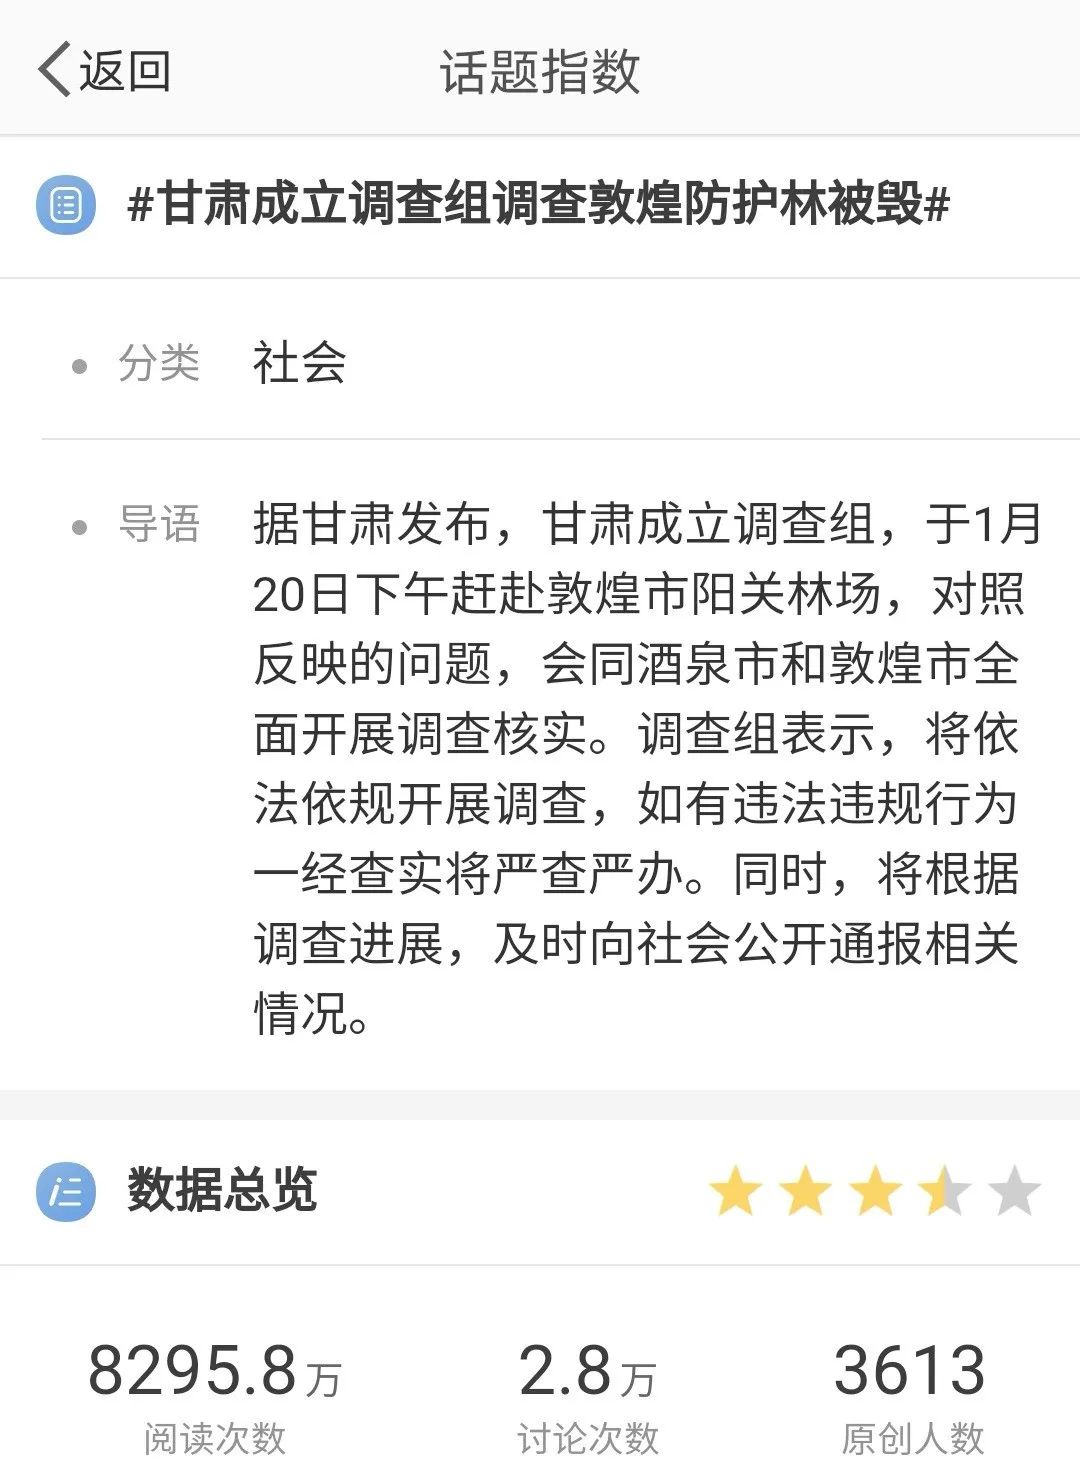 返回
话题指数
#甘肃成立调查组调查敦煌防护林被毁#
分类 社会
导语 据甘肃发布，甘肃成立调查组，于1月
20日下午赶赴敦煌市阳关林场，对照
反映的问题，会同酒泉市和敦煌市全
面开展调查核实。调查组表示，将依
法依规开展调查，如有违法违规行为
一经查实将严查严办。同时，将根据
调查进展，及时向社会公开通报相关
情况。
数据总览
8295.8万 2.8万 3613
阅读次数 讨论次数 原创人数